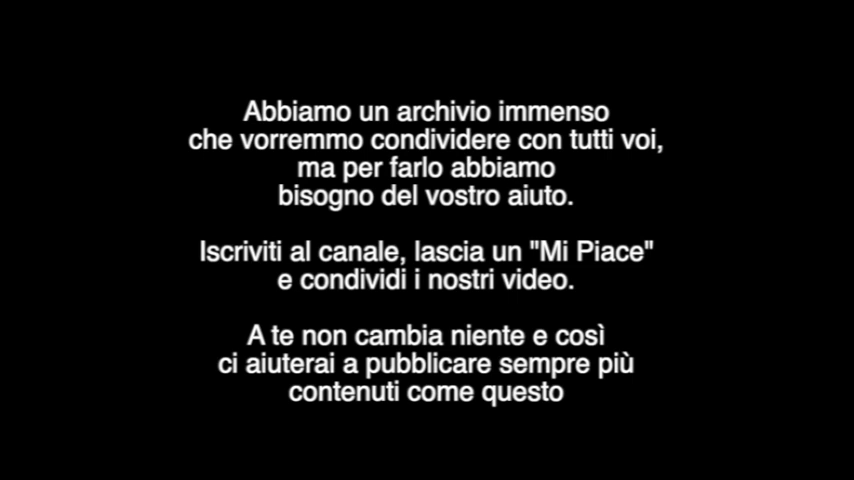 Abbiamo un archivio immenso
che vorremmo condividere con tutti voi,
ma per farlo abbiamo
bisogno del vostro aiuto.
Iscriviti al canale, lascia un "Mi Piace"
e condividi i nostri video.
A te non cambia niente e così
ci aiuterai a pubblicare sempre più
contenuti come questo